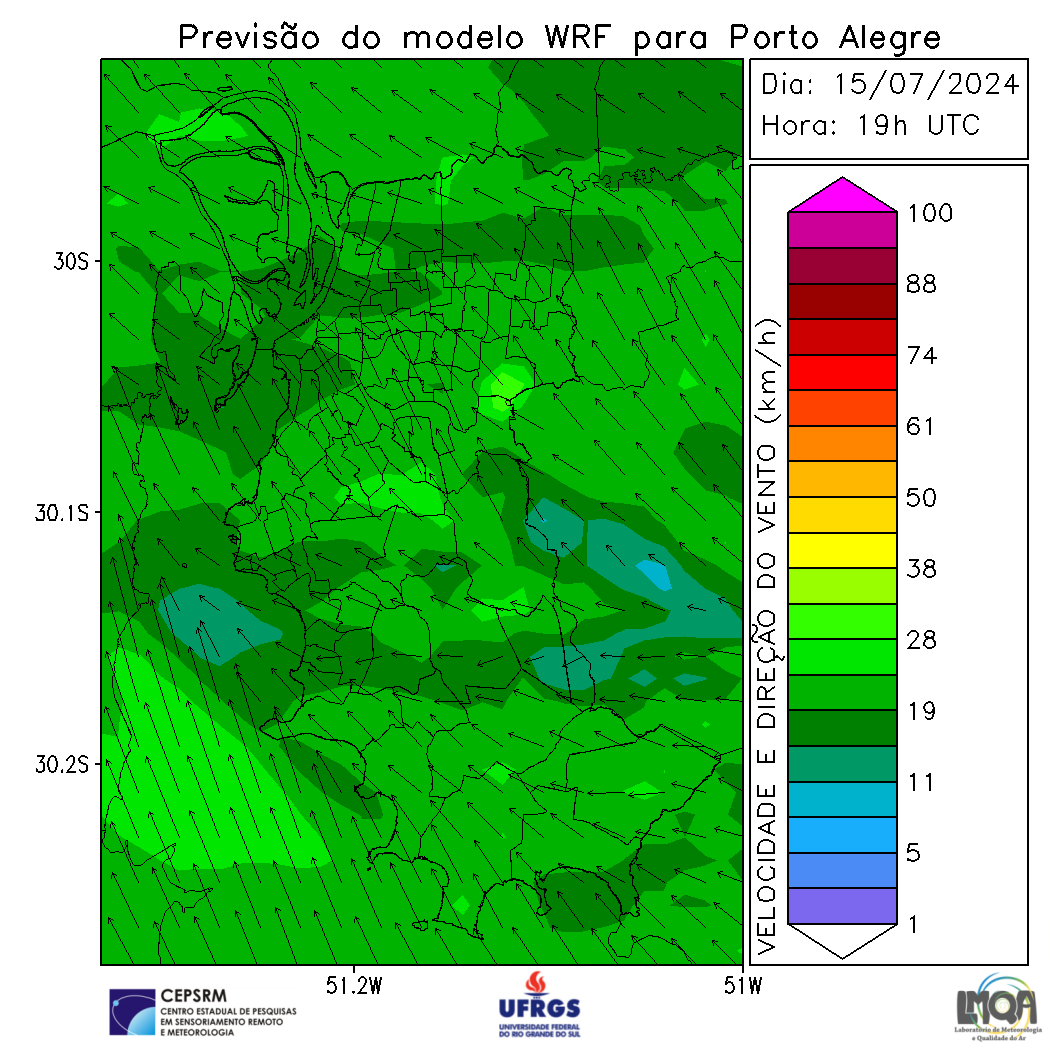 Previsão do modelo WRF para Porto Alegre
Dia: 15/07/2024
Hora: 19h UTC
30S
30.1S
30.2S
51.2W
51W
VELOCIDADE E DIREÇÃO DO VENTO (km/h)
100
88
74
61
50
38
28
19
11
5
1
CEPSRM
CENTRO ESTADUAL DE PESQUISAS
EM SENSORIAMENTO REMOTO
E METEOROLOGIA
UFRGS
UNIVERSIDADE FEDERAL
DO RIO GRANDE DO SUL
LMQA
Laboratório de Meteorologia
e Qualidade do Ar